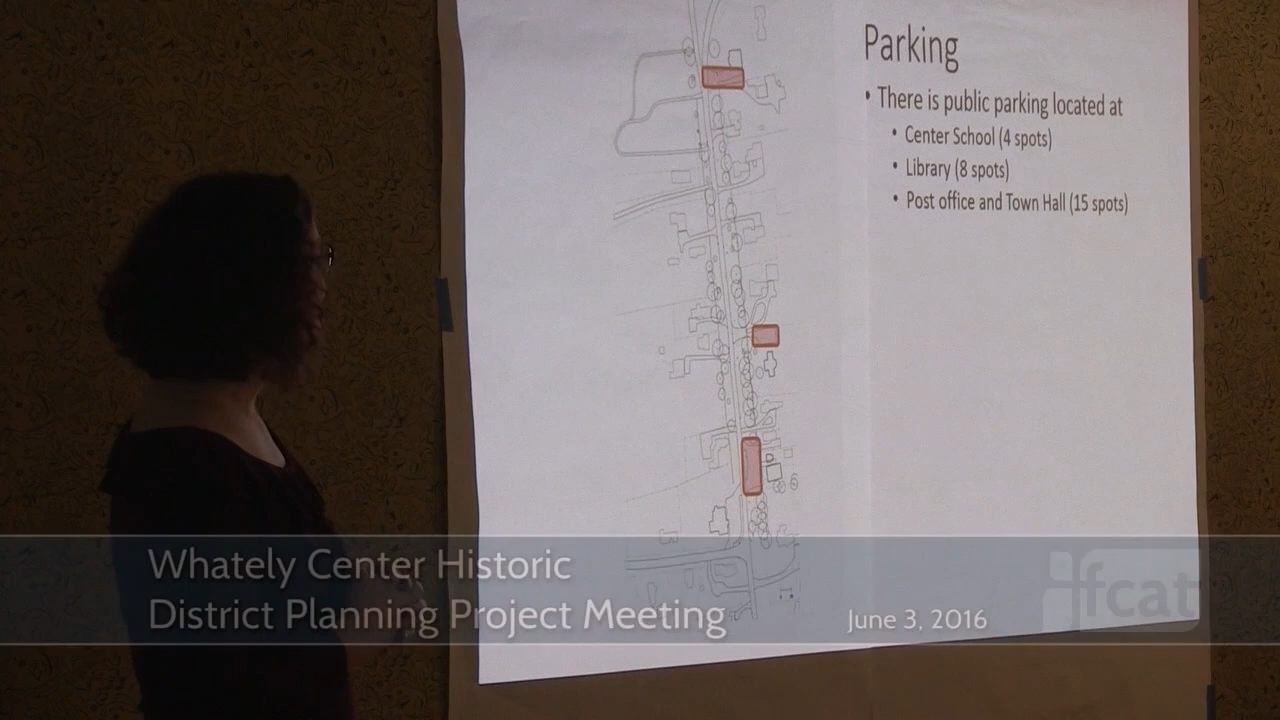 Parking
• There is public parking located at
• Center School (4 spots)
• Library (8 spots)
• Post office and Town Hall (15 spots)
Whately Center Historic
District Planning Project Meeting
June 3, 2016
fcat